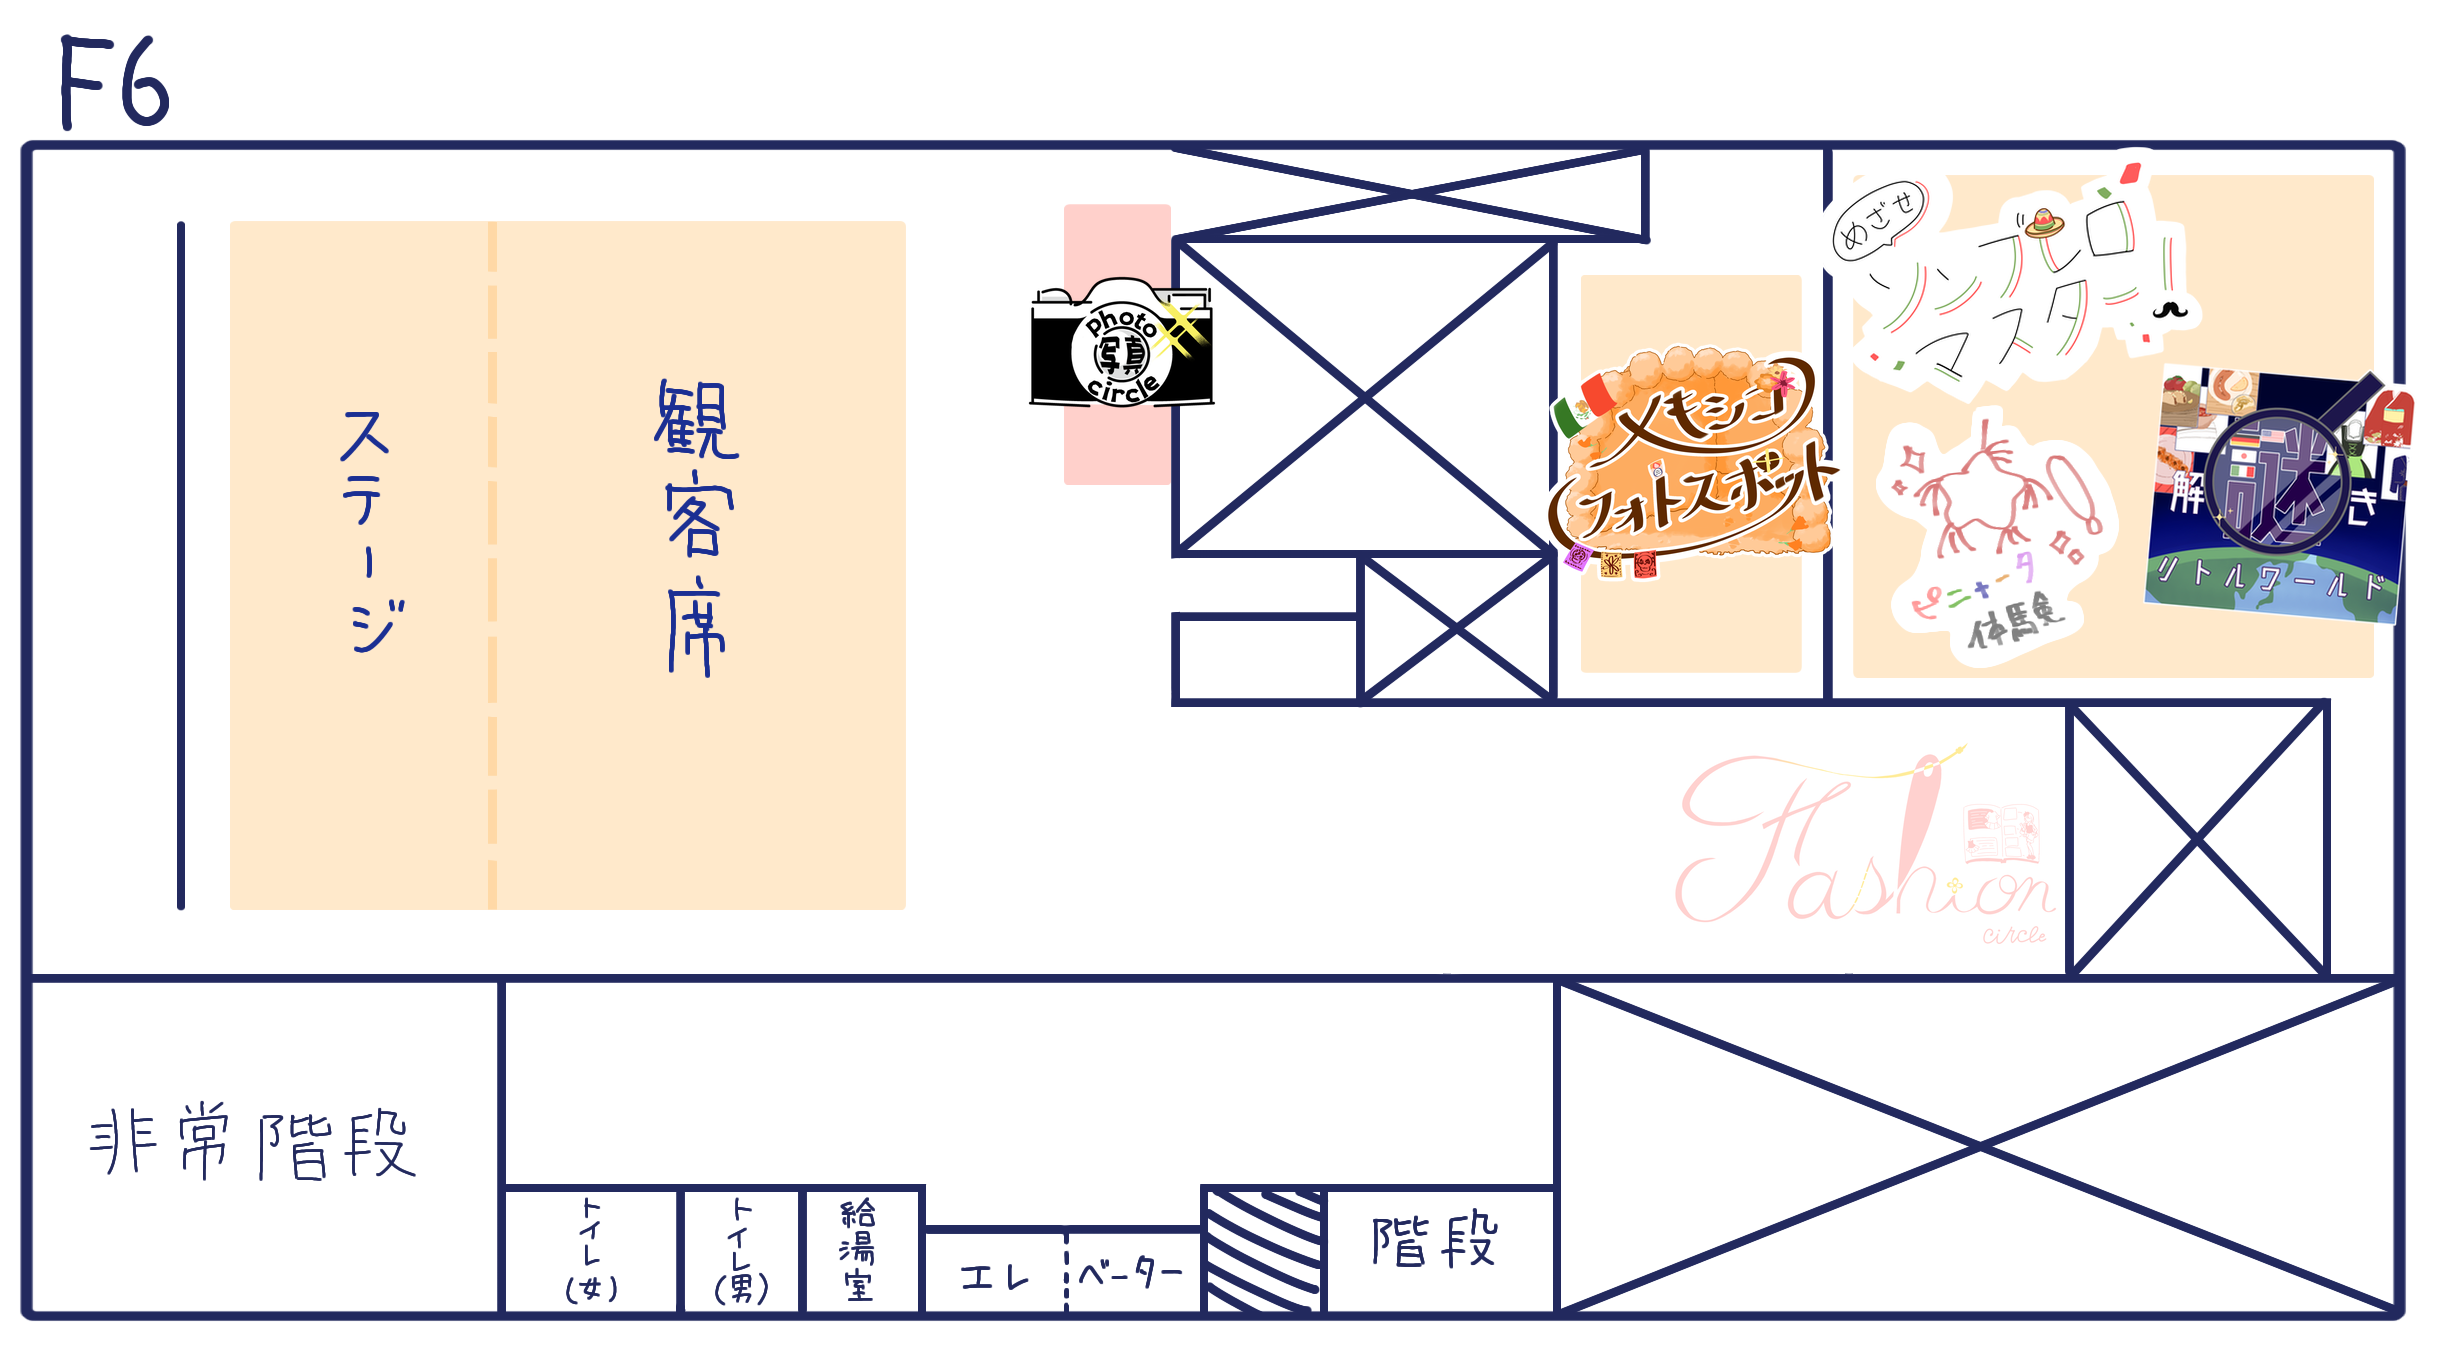 F6
ステージ
観客席
Photo
写真
circle
メキシコ
フォトスポット
めざせ
ソンブレロ
マスター
ピニャータ
体験
謎
解き
リトルワールド
Fashion
circle
非常階段
トイレ
(女)
トイレ
(男)
給湯室
エレベーター
階段